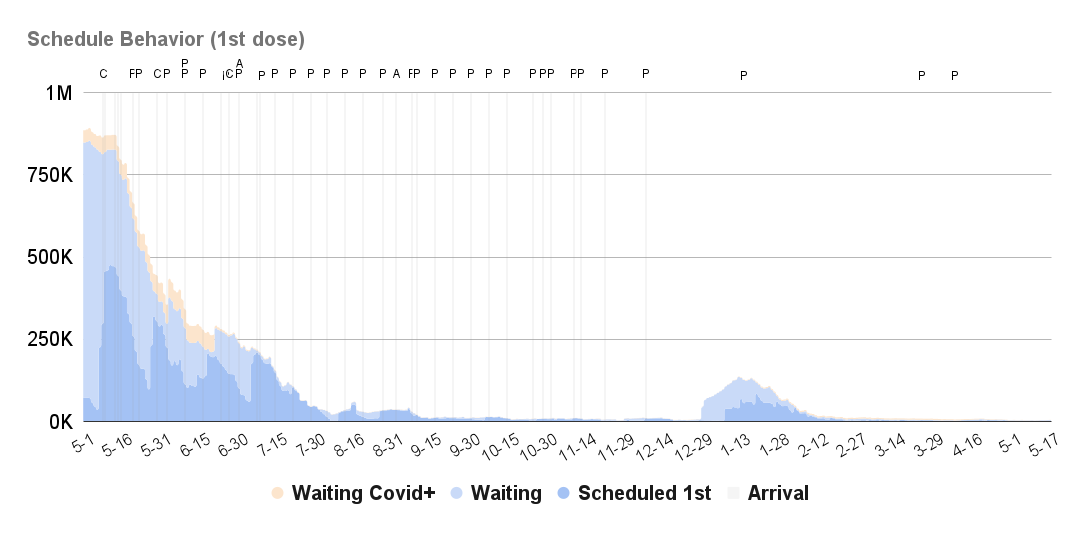 Schedule Behavior (1st dose)
P A
C FP CP P P C P P P P P P P P P A FP P P P P P P PPP PP P P P P P
1M
750K
500K
250K
0K
5-1 5-16 5-31 6-15 6-30 7-15 7-30 8-16 8-31 9-15 9-30 10-15 10-30 11-14 11-29 12-14 12-29 1-13 1-28 2-12 2-27 3-14 3-29 4-16 5-1 5-17
Waiting Covid+ Waiting Scheduled 1st Arrival